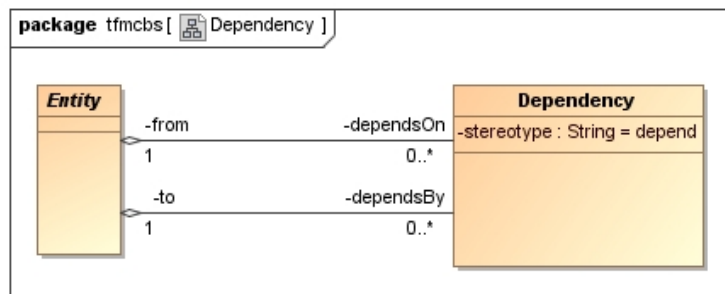 package tfmcbs [ Dependency ]
Entity
Dependency
-stereotype : String = depend
-from
-dependsOn
1
0..*
-to
-dependsBy
1
0..*